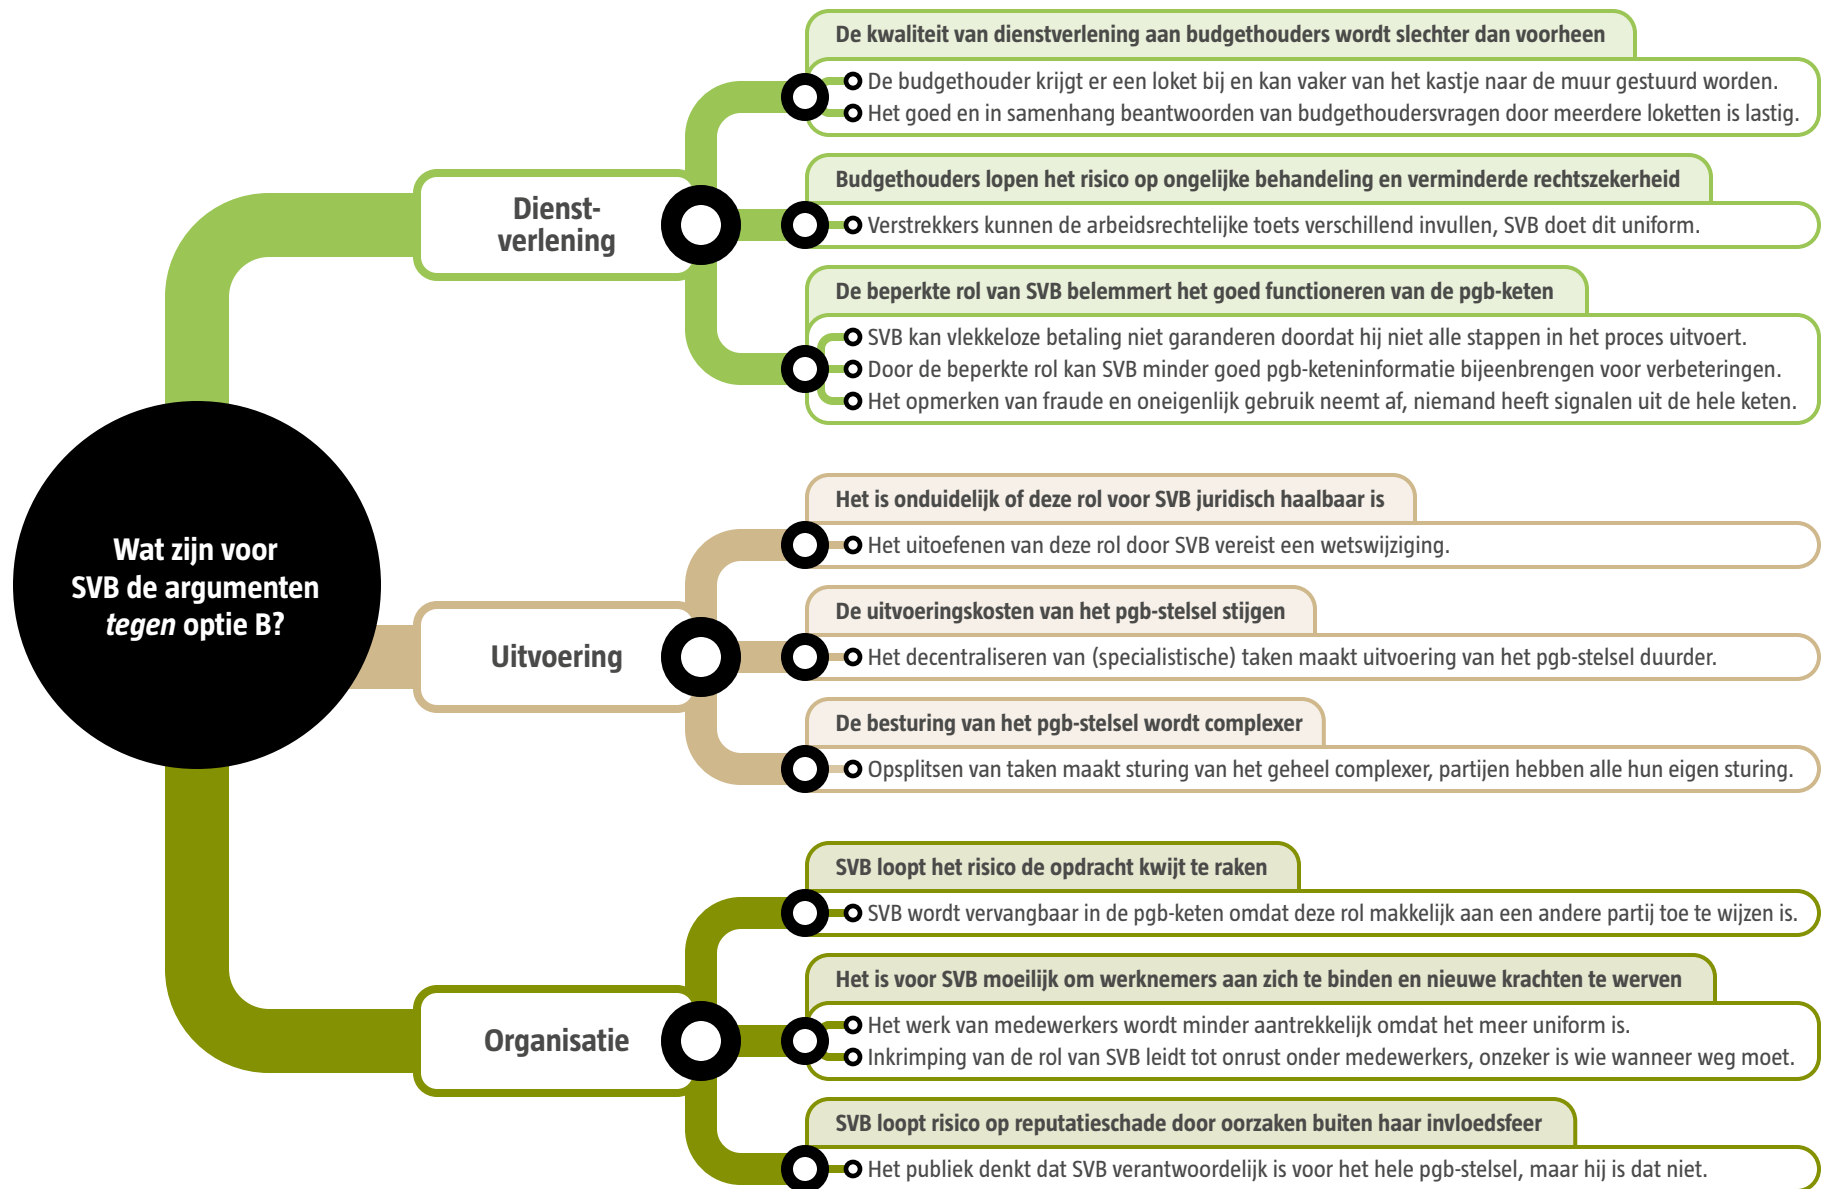 Wat zijn voor
SVB de argumenten
tegen optie B?
Dienst-
verlening
De kwaliteit van dienstverlening aan budgethouders wordt slechter dan voorheen
De budgethouder krijgt er een loket bij en kan vaker van het kastje naar de muur gestuurd worden.
Het goed en in samenhang beantwoorden van budgethoudersvragen door meerdere loketten is lastig.
Budgethouders lopen het risico op ongelijke behandeling en verminderde rechtszekerheid
Verstrekkers kunnen de arbeidsrechtelijke toets verschillend invullen, SVB doet dit uniform.
De beperkte rol van SVB belemmert het goed functioneren van de pgb-keten
SVB kan vlekkeloze betaling niet garanderen doordat hij niet alle stappen in het proces uitvoert.
Door de beperkte rol kan SVB minder goed pgb-keteninformatie bijeenbrengen voor verbeteringen.
Het opmerken van fraude en oneigenlijk gebruik neemt af, niemand heeft signalen uit de hele keten.
Uitvoering
Het is onduidelijk of deze rol voor SVB juridisch haalbaar is
Het uitoefenen van deze rol door SVB vereist een wetswijziging.
De uitvoeringskosten van het pgb-stelsel stijgen
Het decentraliseren van (specialistische) taken maakt uitvoering van het pgb-stelsel duurder.
De besturing van het pgb-stelsel wordt complexer
Opsplitsen van taken maakt sturing van het geheel complexer, partijen hebben alle hun eigen sturing.
Organisatie
SVB loopt het risico de opdracht kwijt te raken
SVB wordt vervangbaar in de pgb-keten omdat deze rol makkelijk aan een andere partij toe te wijzen is.
Het is voor SVB moeilijk om werknemers aan zich te binden en nieuwe krachten te werven
Het werk van medewerkers wordt minder aantrekkelijk omdat het meer uniform is.
Inkrimping van de rol van SVB leidt tot onrust onder medewerkers, onzeker is wie wanneer weg moet.
SVB loopt risico op reputatieschade door oorzaken buiten haar invloedsfeer
Het publiek denkt dat SVB verantwoordelijk is voor het hele pgb-stelsel, maar hij is dat niet.